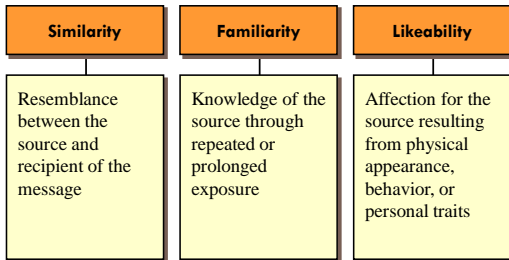 Similarity
Resemblance
between the
source and
recipient of the
message
Familiarity
Knowledge of the
source through
repeated or
prolonged
exposure
Likeability
Affection for the
source resulting
from physical
appearance,
behavior, or
personal traits